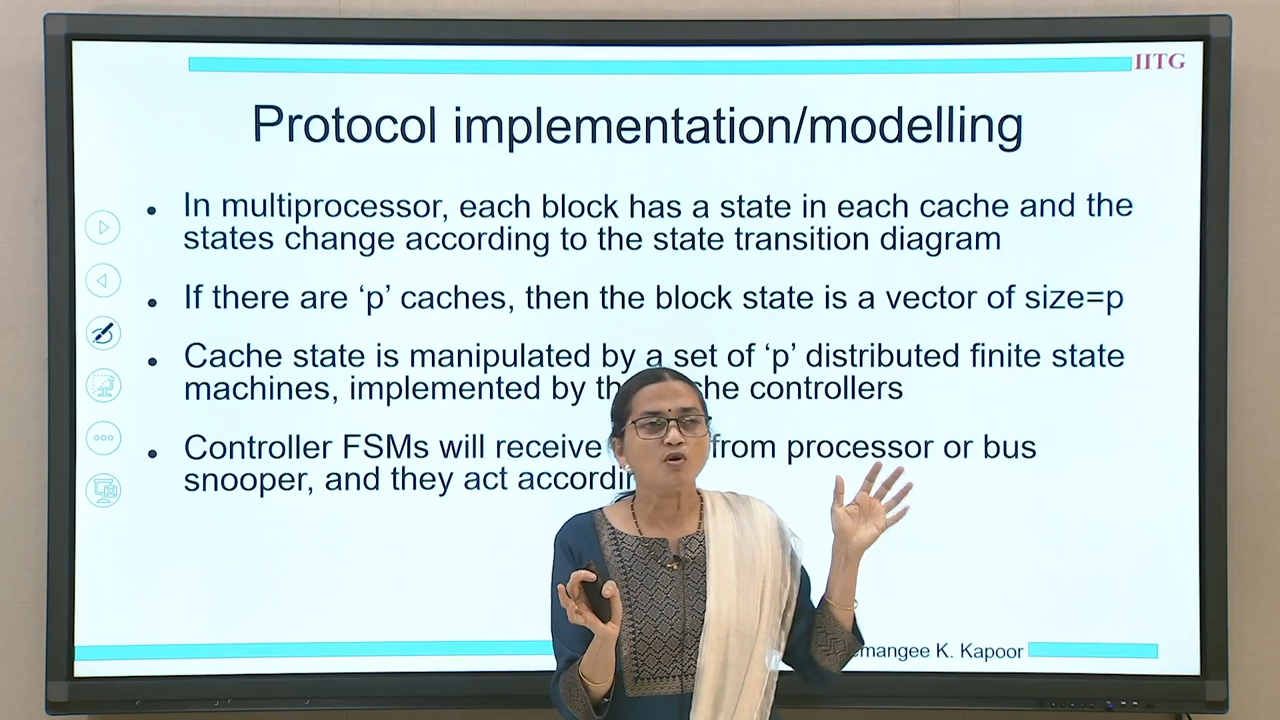 IITG
Protocol implementation/modelling
• In multiprocessor, each block has a state in each cache and the
states change according to the state transition diagram
• If there are ‘p’ caches, then the block state is a vector of size=p
• Cache state is manipulated by a set of ‘p’ distributed finite state
machines, implemented by controllers
• Controller FSMs will receive from processor or bus
snooper, and they act
K. Kapoor